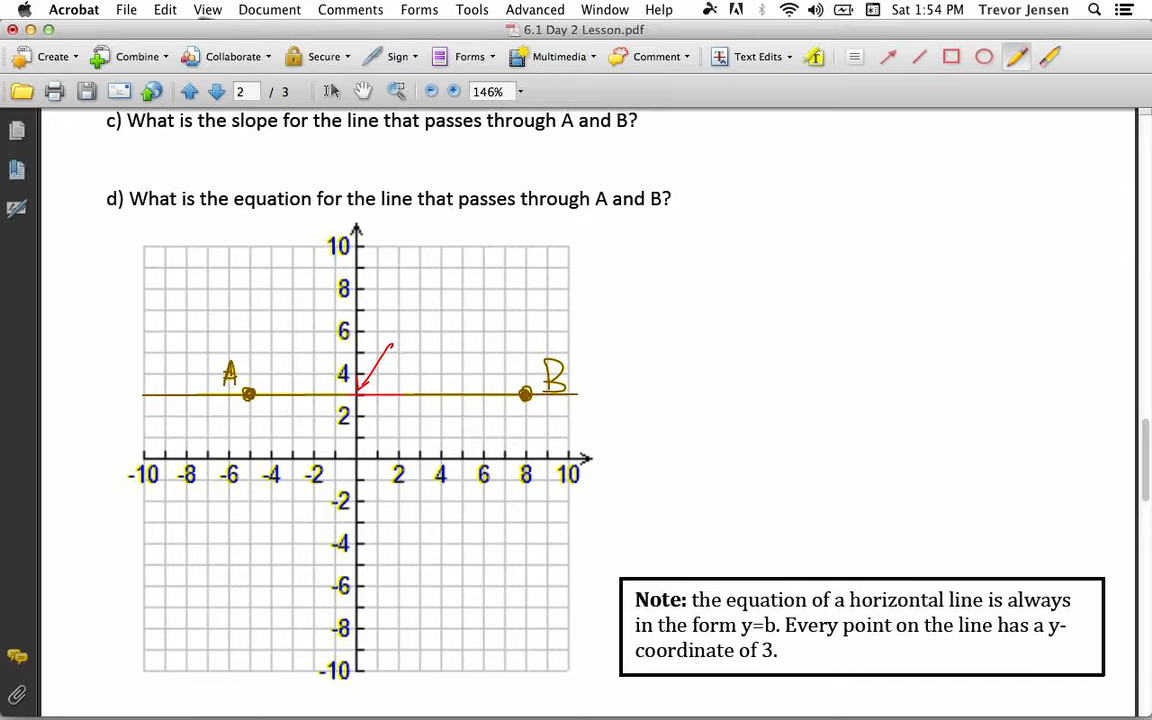 Acrobat File Edit View Document Comments Forms Tools Advanced Window Help Sat 1:54 PM Trevor Jensen
6.1 Day 2 Lesson.pdf
Create Combine Collaborate Secure Sign Forms Multimedia Comment Text Edits T
2 / 3 146%
c) What is the slope for the line that passes through A and B?
d) What is the equation for the line that passes through A and B?
10
8
6
A 4 B
2
-10 -8 -6 -4 -2 2 4 6 8 10
-2
-4
-6
-8
-10
Note: the equation of a horizontal line is always
in the form y=b. Every point on the line has a y-
coordinate of 3.